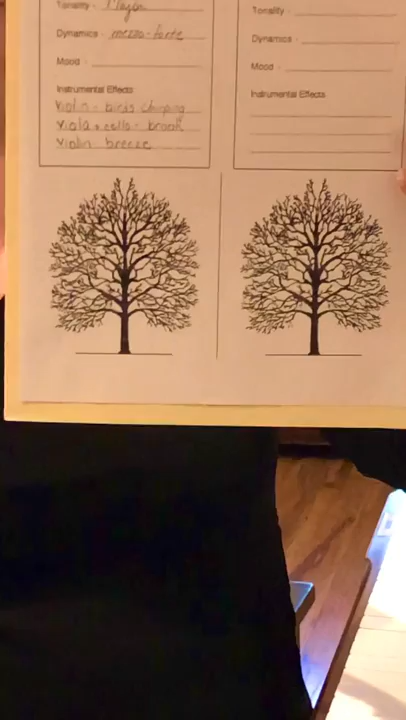 Tonality - Major
Dynamics - mezzo-forte
Mood -
Instrumental Effects
Violin - birds chirping
Viola + cello - brook
Violin breeze
Tonality -
Dynamics -
Mood -
Instrumental Effects